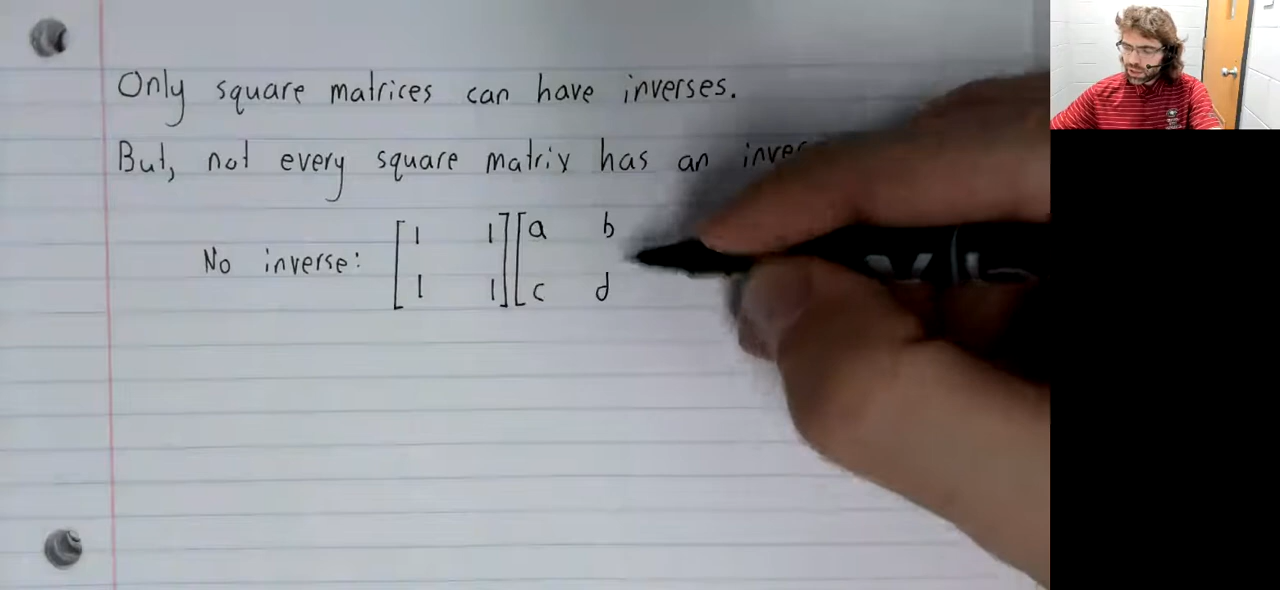 Only square matrices can have inverses.
But, not every square matrix has an
No inverse: [1 1] [a b
[1 1] [c d